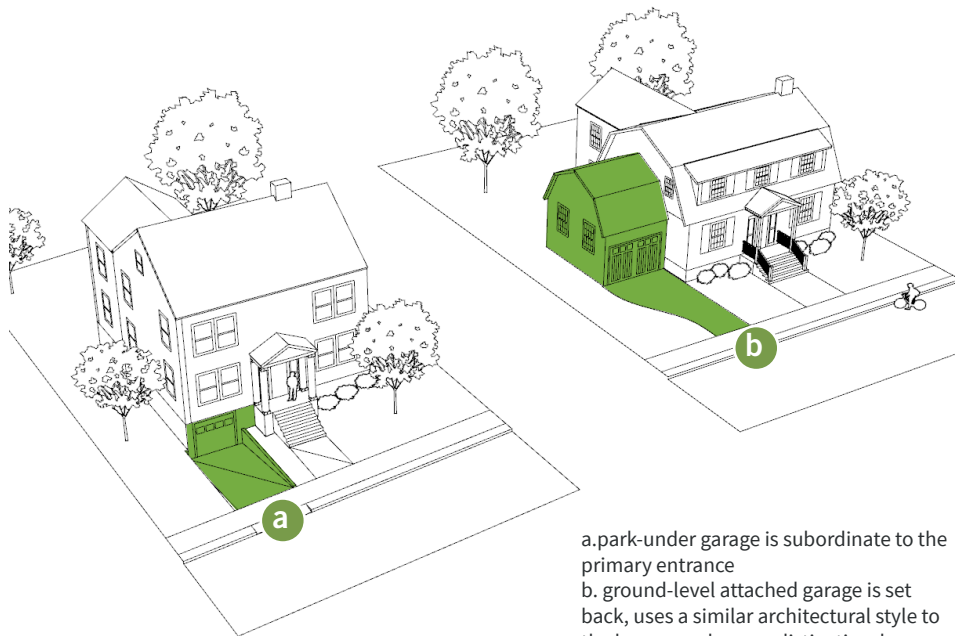 b
a
a.park-under garage is subordinate to the
primary entrance
b. ground-level attached garage is set
back, uses a similar architectural style to